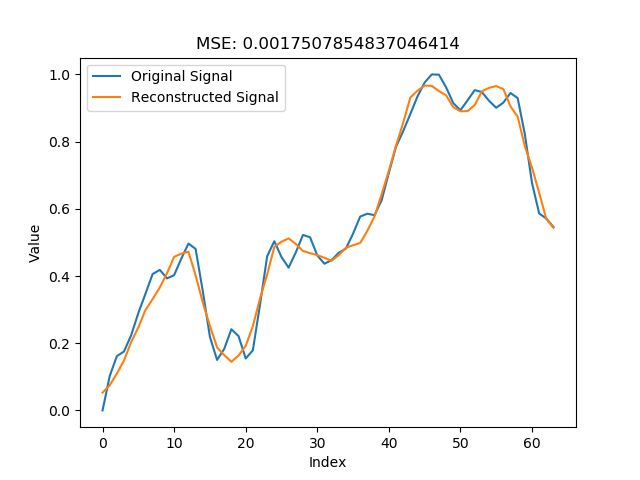 MSE: 0.0017507854837046414
Original Signal
Reconstructed Signal
1.0
0.8
0.6
0.4
0.2
0.0
Value
0 10 20 30 40 50 60
Index